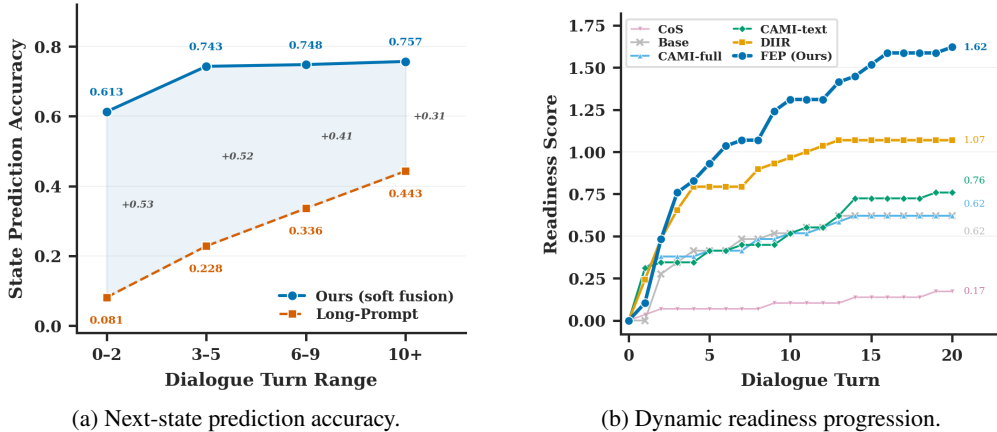 State Prediction Accuracy
0.8
0.6
0.4
0.2
0.0
0.613
0.743
0.748
0.757
+0.53
+0.52
+0.41
+0.31
0.081
0.228
0.336
0.443
Ours (soft fusion)
Long-Prompt
0-2
3-5
6-9
10+
Dialogue Turn Range
(a) Next-state prediction accuracy.
Readiness Score
1.75
1.50
1.25
1.00
0.75
0.50
0.25
0.00
CoS
Base
CAMI-full
CAMI-text
DIIR
FEP (Ours)
1.62
1.07
0.76
0.62
0.62
0.17
0
5
10
15
20
Dialogue Turn
(b) Dynamic readiness progression.